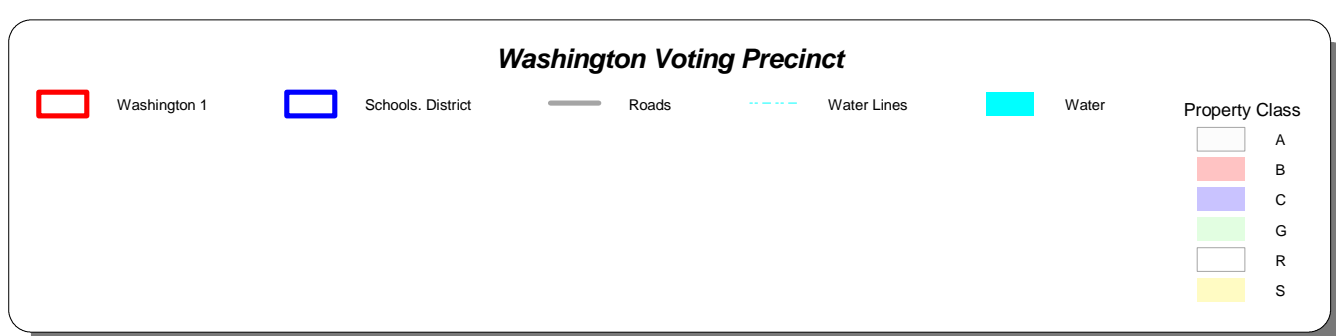 Washington Voting Precinct
Washington 1 Schools. District Roads Water Lines Water
Property Class
A
B
C
G
R
S